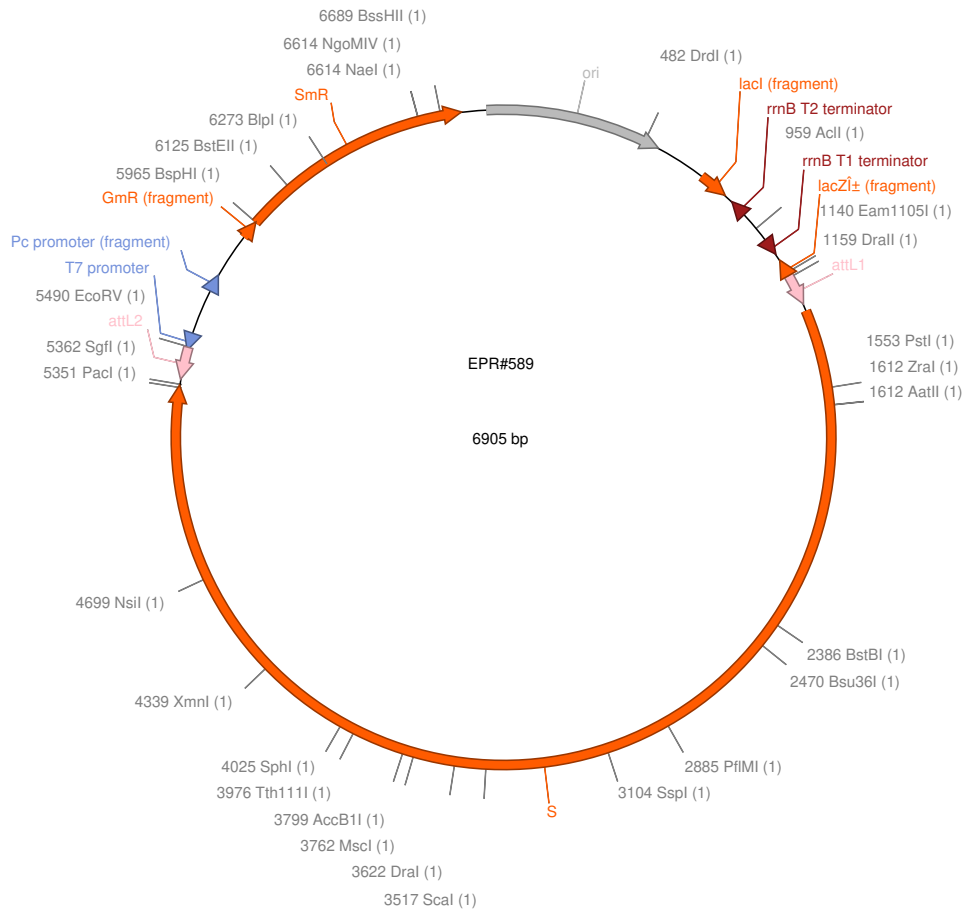 6689 BssHII (1)
6614 NgoMIV (1)
6614 NaeI (1)
SmR
6273 BlpI (1)
6125 BstEII (1)
5965 BspHI (1)
GmR (fragment)
Pc promoter (fragment)
T7 promoter
5490 EcoRV (1)
attL2
5362 SgfI (1)
5351 PacI (1)
ori
482 DrdI (1)
lacI (fragment)
rrnB T2 terminator
959 AclI (1)
rrnB T1 terminator
lacZÎ± (fragment)
1140 Eam1105I (1)
1159 DraII (1)
attL1
1553 PstI (1)
1612 ZraI (1)
1612 AatII (1)
EPR#589
6905 bp
4699 NsiI (1)
4339 XmnI (1)
4025 SphI (1)
3976 Tth111I (1)
3799 AccB1I (1)
3762 MscI (1)
3622 DraI (1)
3517 ScaI (1)
S
3104 SspI (1)
2885 PflMI (1)
2470 Bsu36I (1)
2386 BstBI (1)